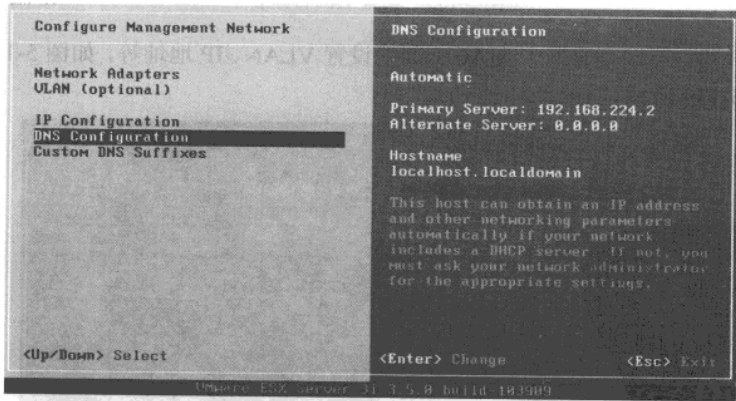 Configure Management Network
Network Adapters
VLAN (optional)
IP Configuration
DNS Configuration
Custom DNS Suffixes
<Up/Down> Select
DNS Configuration
Automatic
Primary Server: 192.168.224.2
Alternate Server: 0.0.0.0
Hostname
localhost.localdomain
This host can obtain an IP address
and other networking parameters
automatically if your network
includes a DHCP server. If not, you
must ask your network administrator
for the appropriate settings.
<Enter> Change
<Esc> Exit
VMware ESX Server 3i 3.5.0 build-103909